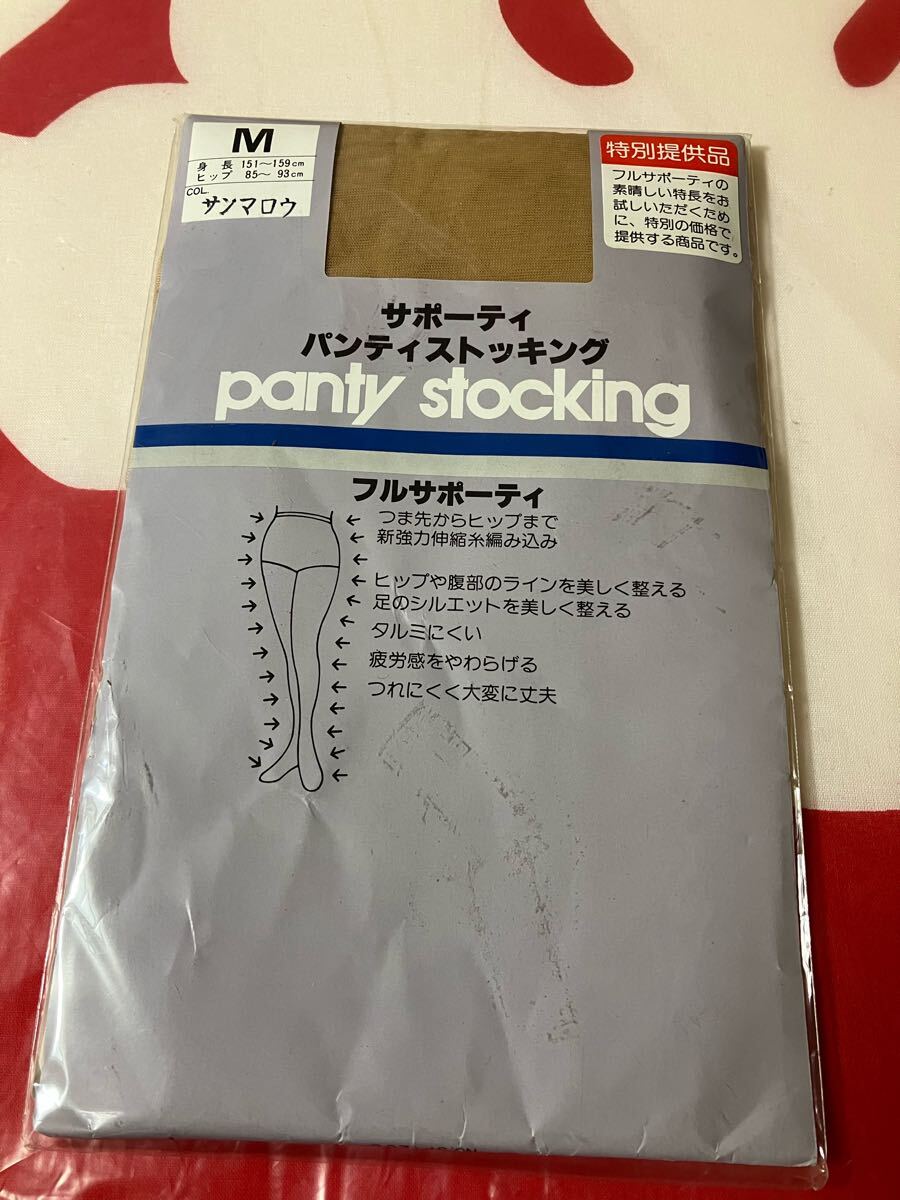 M
身長 151～159cm
ヒップ 85～93cm
COL.
サンマロウ
特別提供品
フルサポーティの
素晴しい特長をお
試しいただくため
に、特別の価格で
提供する商品です。
サポーティ
パンティストッキング
panty stocking
フルサポーティ
つま先からヒップまで
新強力伸縮糸編み込み
ヒップや腹部のラインを美しく整える
足のシルエットを美しく整える
タルミにくい
疲労感をやわらげる
つれにくく大変に丈夫